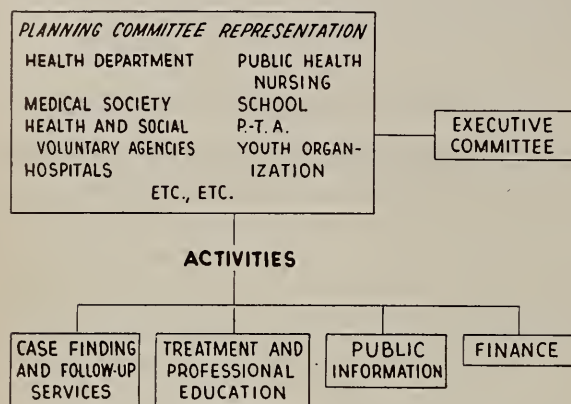 PLANNING COMMITTEE REPRESENTATION
HEALTH DEPARTMENT
MEDICAL SOCIETY
HEALTH AND SOCIAL
VOLUNTARY AGENCIES
HOSPITALS
PUBLIC HEALTH
NURSING
SCHOOL
P.-T. A.
YOUTH ORGAN-
IZATION
ETC., ETC.
EXECUTIVE
COMMITTEE
ACTIVITIES
CASE FINDING
AND FOLLOW-UP
SERVICES
TREATMENT AND
PROFESSIONAL
EDUCATION
PUBLIC
INFORMATION
FINANCE